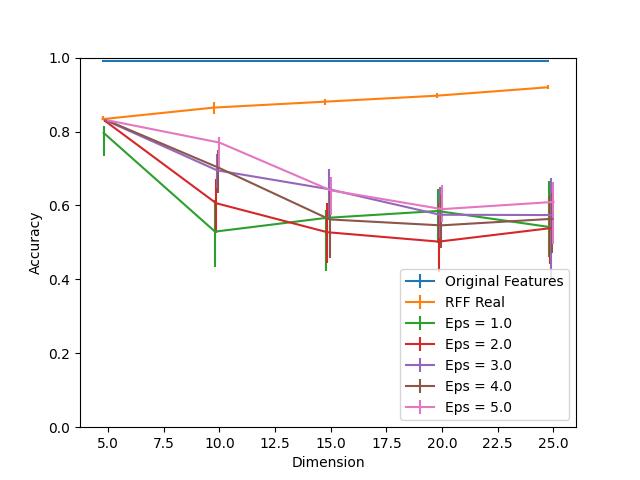 1.0
0.8
0.6
0.4
0.2
0.0
Accuracy
Original Features
RFF Real
Eps = 1.0
Eps = 2.0
Eps = 3.0
Eps = 4.0
Eps = 5.0
5.0 7.5 10.0 12.5 15.0 17.5 20.0 22.5 25.0
Dimension